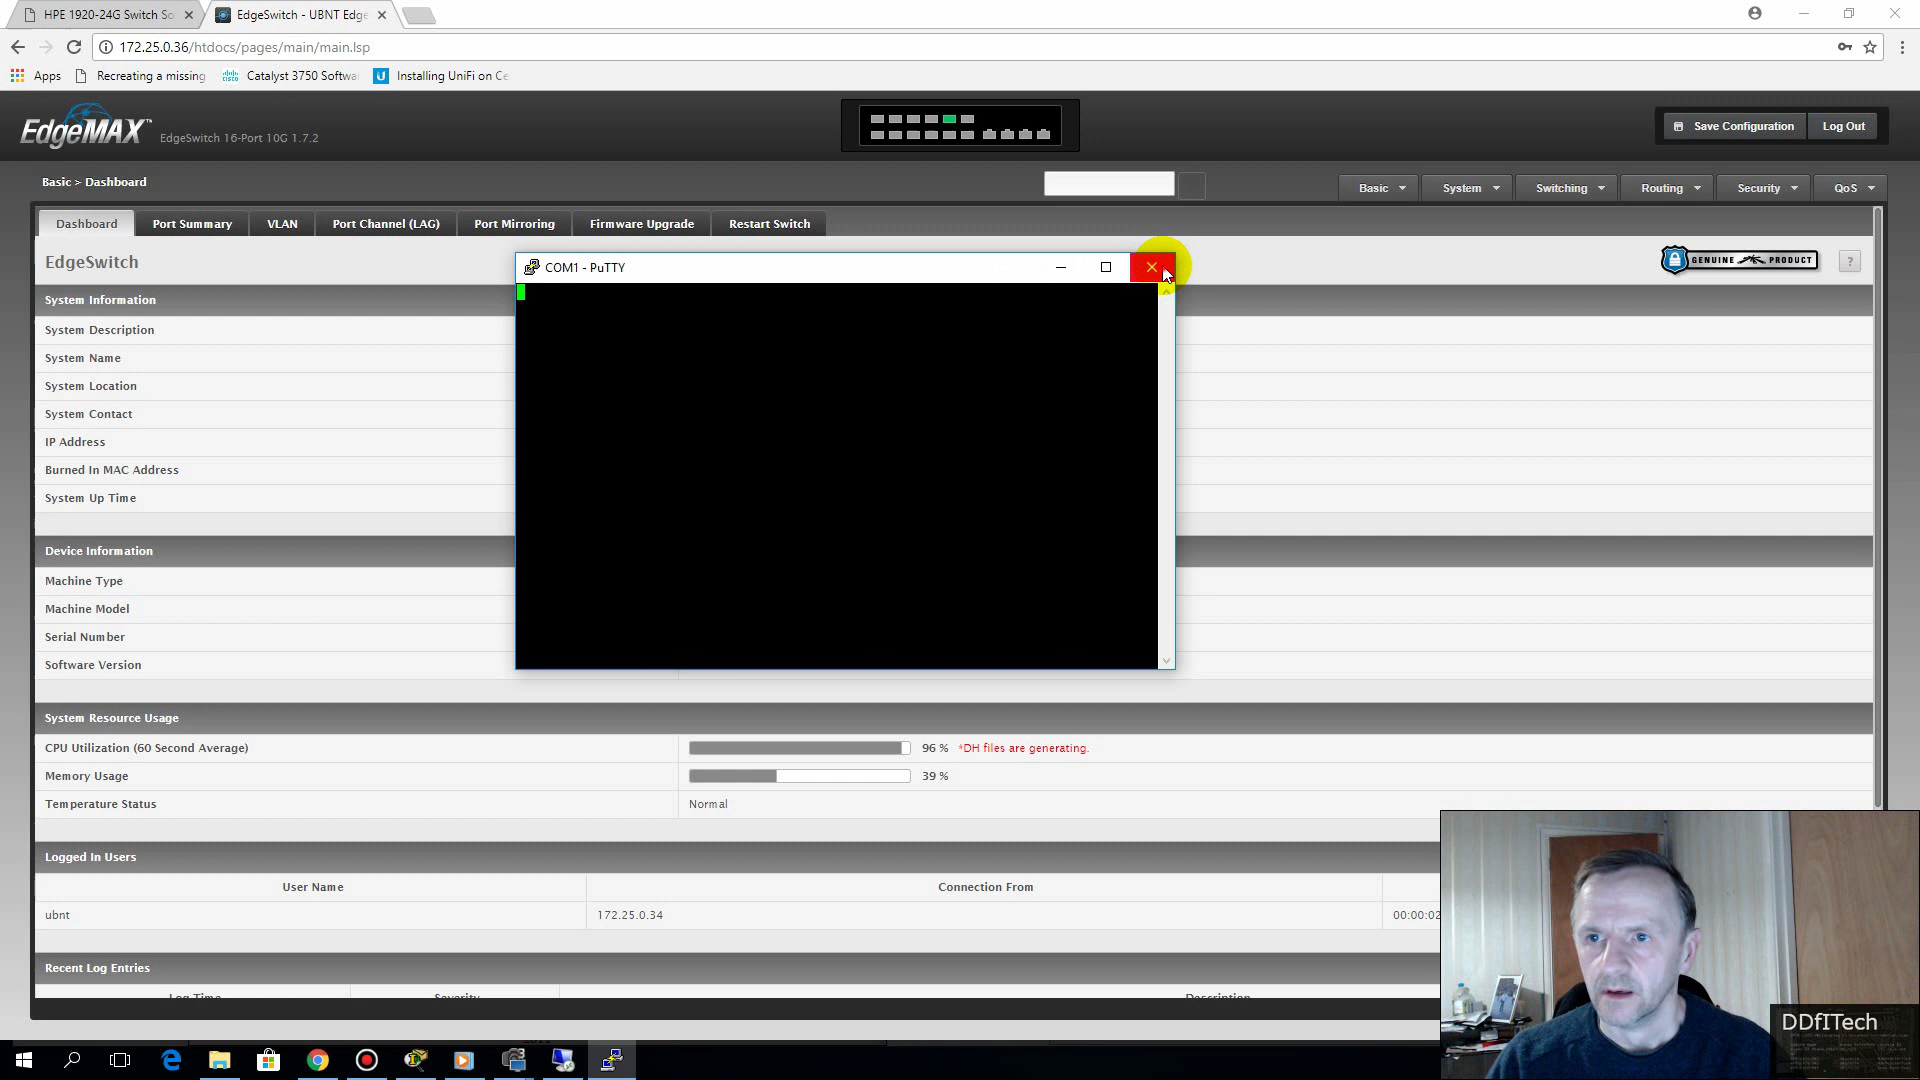 HPE 1920-24G Switch So
EdgeSwitch - UBNT Edge
172.25.0.36/htdocs/pages/main/main.lsp
Apps
Recreating a missing
Catalyst 3750 Softwa
Installing UniFi on Ce
EdgeMAX™
EdgeSwitch 16-Port 10G 1.7.2
Save Configuration
Log Out
Basic > Dashboard
Basic
System
Switching
Routing
Security
QoS
Dashboard
Port Summary
VLAN
Port Channel (LAG)
Port Mirroring
Firmware Upgrade
Restart Switch
EdgeSwitch
GENUINE PRODUCT
?
COM1 - PuTTY
System Information
System Description
System Name
System Location
System Contact
IP Address
Burned In MAC Address
System Up Time
Device Information
Machine Type
Machine Model
Serial Number
Software Version
System Resource Usage
CPU Utilization (60 Second Average)
96 % *DH files are generating.
Memory Usage
39 %
Temperature Status
Normal
Logged In Users
User Name
Connection From
ubnt
172.25.0.34
00:00:02
Recent Log Entries
Log Time
Severity
Description
DDfITech